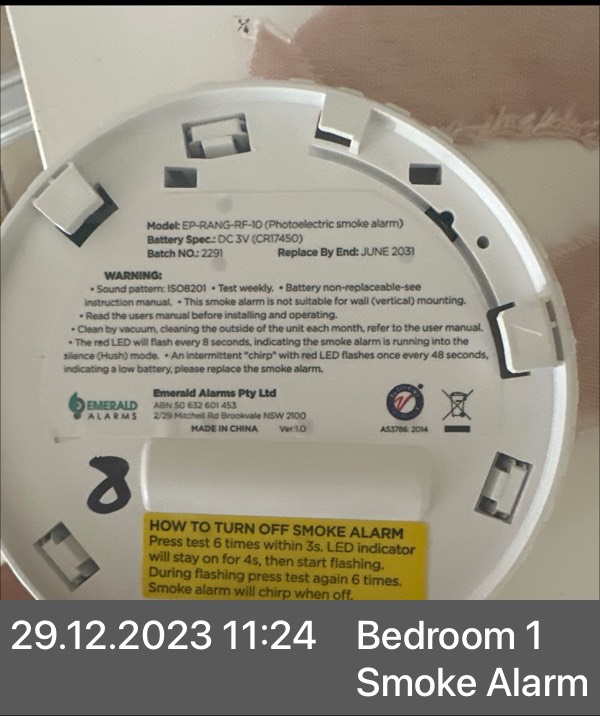 Model: EP-RANG-RF-10 (Photoelectric smoke alarm)
Battery Spec.: DC 3V (CR17450)
Batch NO.: 2291 Replace By End: JUNE 2031
WARNING:
• Sound pattern: ISO8201 • Test weekly. • Battery non-replaceable-see
instruction manual. • This smoke alarm is not suitable for wall (vertical) mounting.
• Read the users manual before installing and operating.
• Clean by vacuum, cleaning the outside of the unit each month, refer to the user manual.
• The red LED will flash every 8 seconds, indicating the smoke alarm is running into the
silence (Hush) mode. • An intermittent "chirp" with red LED flashes once every 48 seconds,
indicating a low battery, please replace the smoke alarm.
EMERALD
ALARMS
Emerald Alarms Pty Ltd
ABN 50 632 601 453
2/29 Mitchell Rd Brookvale NSW 2100
MADE IN CHINA Ver:1.0
AS3786: 2014
8
HOW TO TURN OFF SMOKE ALARM
Press test 6 times within 3s. LED indicator
will stay on for 4s, then start flashing.
During flashing press test again 6 times.
Smoke alarm will chirp when off.
29.12.2023 11:24
Bedroom 1
Smoke Alarm